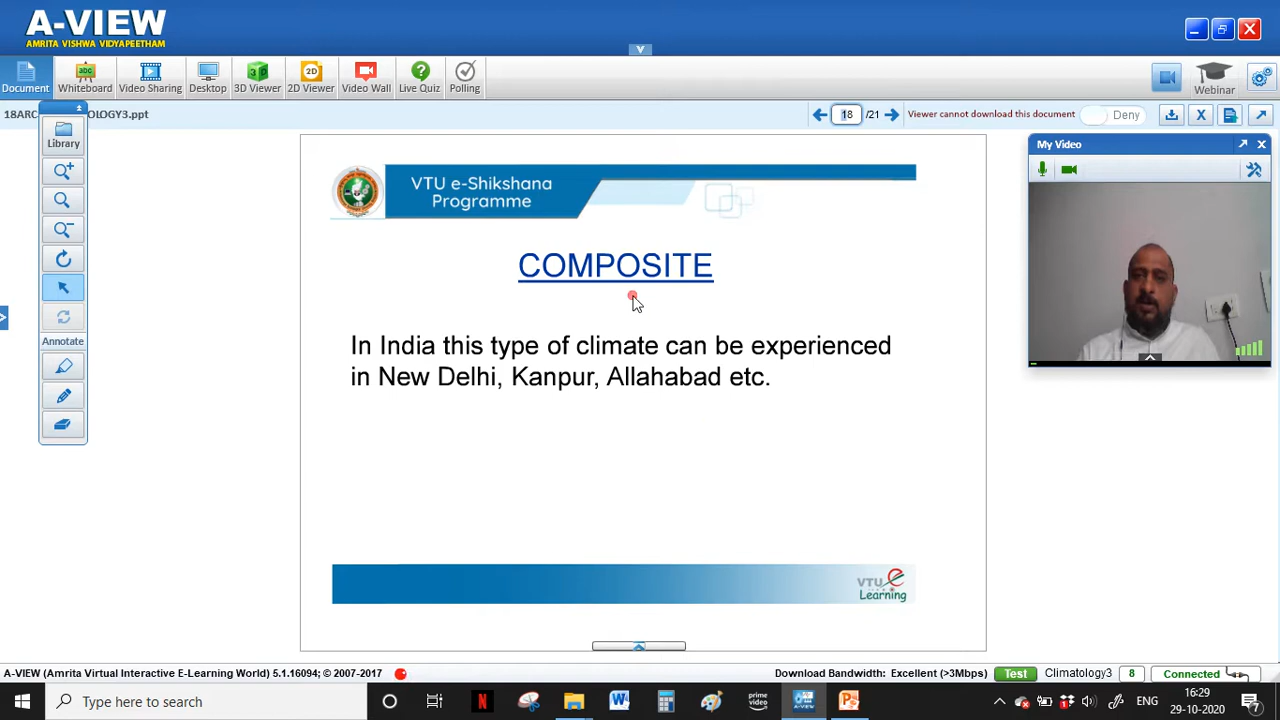 A-VIEW
AMRITA VISHWA VIDYAPEETHAM
Document
Whiteboard
Video Sharing
Desktop
3D Viewer
2D Viewer
Video Wall
Live Quiz
Polling
Webinar
18ARC
OLOGY3.ppt
18 /21
Viewer cannot download this document
Deny
My Video
Library
Annotate
VTU e-Shikshana
Programme
COMPOSITE
In India this type of climate can be experienced
in New Delhi, Kanpur, Allahabad etc.
VTU e
Learning
A-VIEW (Amrita Virtual Interactive E-Learning World) 5.1.16094; © 2007-2017
Download Bandwidth: Excellent (>3Mbps)
Test
Climatology3
8
Connected
Type here to search
prime
video
A-VIEW
ENG
16:29
29-10-2020
7